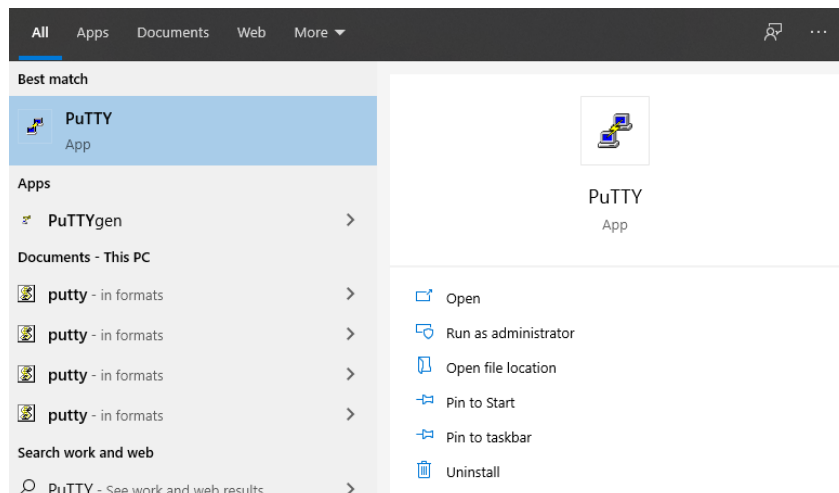 All Apps Documents Web More
Best match
PuTTY
App
Apps
PuTTYgen
Documents - This PC
putty - in formats
putty - in formats
putty - in formats
putty - in formats
Search work and web
PuTTY - See work and web results
PuTTY
App
Open
Run as administrator
Open file location
Pin to Start
Pin to taskbar
Uninstall